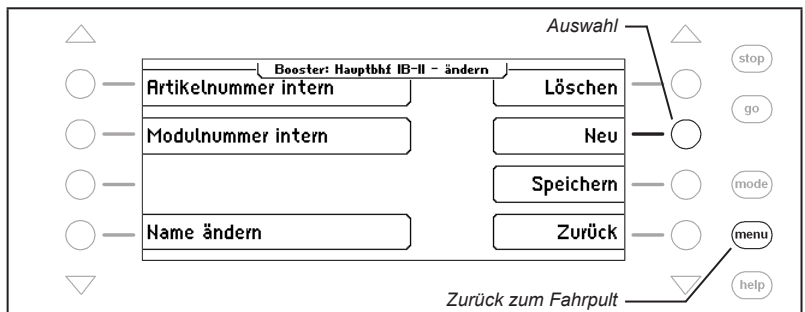 Auswahl
stop
Booster: Hauptbhf IB-II - ändern
Artikelnummer intern
Löschen
go
Modulnummer intern
Neu
Speichern
mode
Name ändern
Zurück
menu
help
Zurück zum Fahrpult